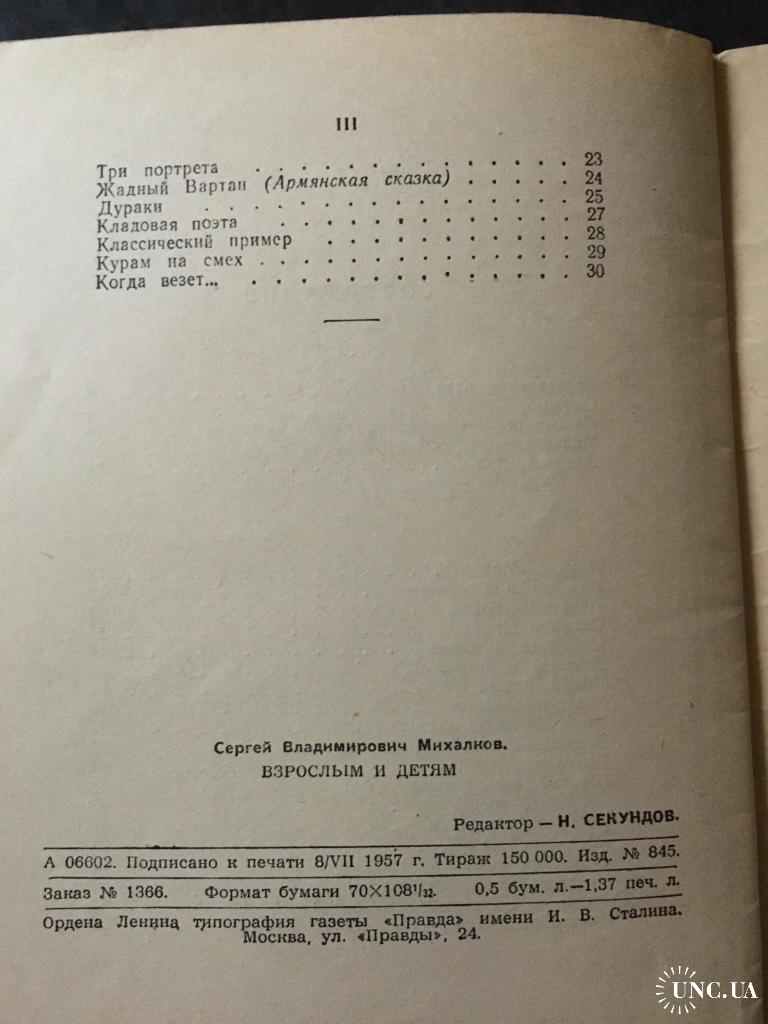 III
Три портрета . . . . . . . . . . . . . . . 23
Жадный Вартан (Армянская сказка) . . . . . 24
Дураки . . . . . . . . . . . . . . . . . . 25
Кладовая поэта . . . . . . . . . . . . . . 27
Классический пример . . . . . . . . . . . 28
Курам на смех . . . . . . . . . . . . . . 29
Когда везет... . . . . . . . . . . . . . . 30
Сергей Владимирович Михалков.
ВЗРОСЛЫМ И ДЕТЯМ
Редактор — Н. СЕКУНДОВ.
А 06602. Подписано к печати 8/VII 1957 г. Тираж 150 000. Изд. № 845.
Заказ № 1366. Формат бумаги 70×108¹/₃₂. 0,5 бум. л.—1,37 печ. л.
Ордена Ленина типография газеты «Правда» имени И. В. Сталина.
Москва, ул. «Правды», 24.
UNC.UA